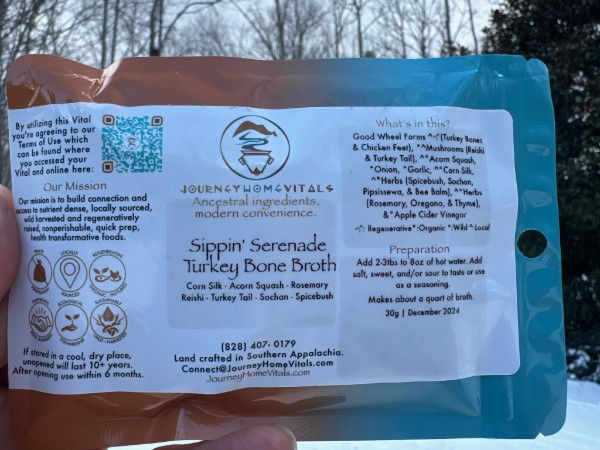 By utilizing this Vital
you're agreeing to our
Terms of Use which
can be found where
you accessed your
Vital and online here:
Our Mission
Our mission is to build connection and
access to nutrient dense, locally sourced,
wild harvested and regeneratively
raised, nonperishable, quick prep,
health transformative foods.
LOCALLY
SOURCED
REGENERATIVE
SUSTAINABLE
WILD - HARVESTED
If stored in a cool, dry place,
unopened will last 10+ years.
After opening use within 6 months.
JOURNEYHOMEVITALS
Ancestral ingredients,
modern convenience.
Sippin' Serenade
Turkey Bone Broth
Corn Silk · Acorn Squash · Rosemary
Reishi · Turkey Tail · Sochan · Spicebush
(828) 407- 0179
Land crafted in Southern Appalachia.
Connect@JourneyHomeVitals.com
JourneyHomeVitals.com
What's in this?
Good Wheel Farms ^-¦-(Turkey Bones
& Chicken Feet), *^Mushrooms (Reishi
& Turkey Tail), ^*Acorn Squash,
*Onion, *Garlic, *^Corn Silk,
^*Herbs (Spicebush, Sochan,
Pipsissewa, & Bee Balm), *^Herbs
(Rosemary, Oregano, & Thyme),
&*Apple Cider Vinegar
-¦-: Regenerative*:Organic *:Wild ^:Local
Preparation
Add 2-3tbs to 8oz of hot water. Add
salt, sweet, and/or sour to taste or use
as a seasoning.
Makes about a quart of broth.
30g | December 2024